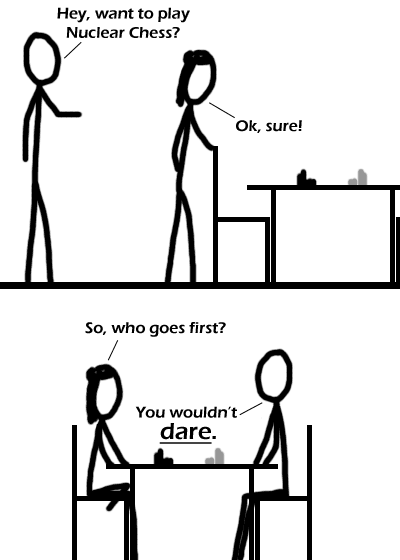 Hey, want to play
Nuclear Chess?
Ok, sure!
So, who goes first?
You wouldn't
dare.